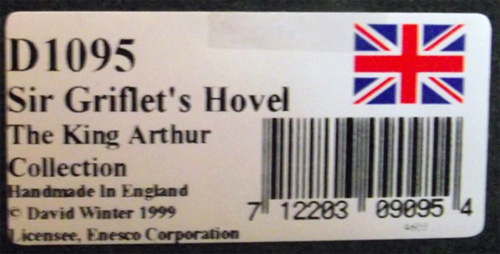 D1095
Sir Griflet's Hovel
The King Arthur
Collection
Handmade In England
© David Winter 1999
Licensee, Enesco Corporation
7 12203 09095 4